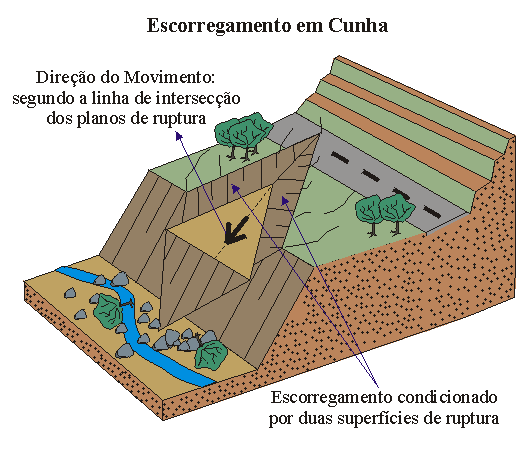 Escorregamento em Cunha
Direção do Movimento:
segundo a linha de intersecção
dos planos de ruptura
Escorregamento condicionado
por duas superfícies de ruptura